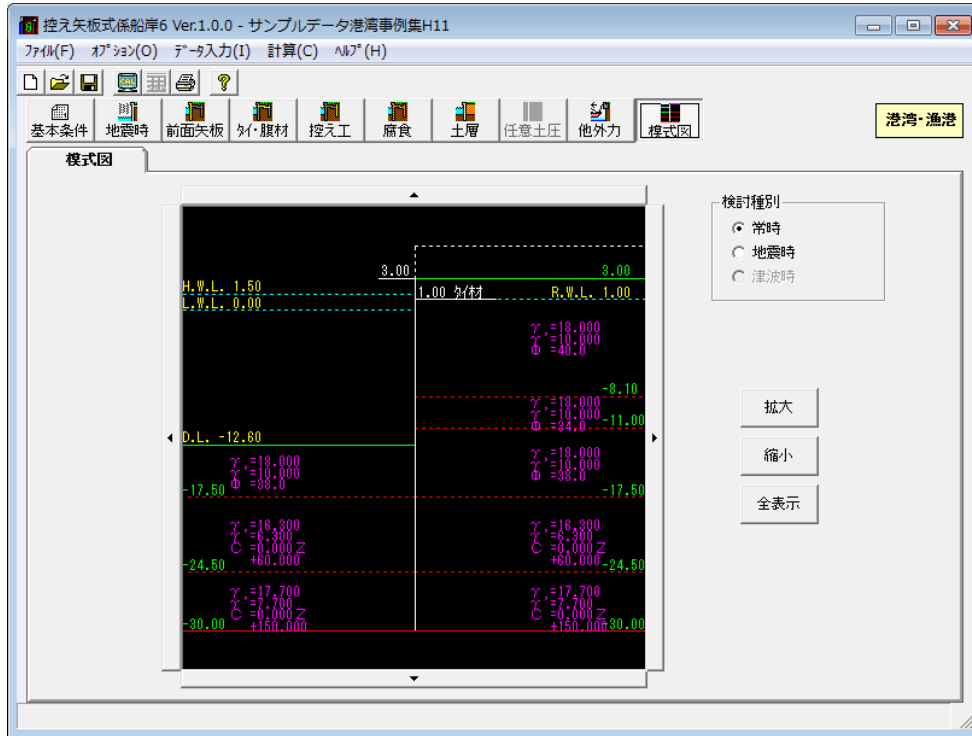 控え矢板式係船岸6 Ver.1.0.0 - サンプルデータ港湾事例集H11
ファイル(F) オプション(O) データ入力(I) 計算(C) ヘルプ(H)
基本条件 地震時 前面矢板 タイ・腹材 控え工 腐食 土層 任意土圧 他外力 模式図
港湾・漁港
模式図
検討種別
常時
地震時
津波時
3.00 3.00
H.W.L. 1.50
1.00 タイ材 R.W.L. 1.00
L.W.L. 0.00
γ =18.000
γ'=10.000
Φ =40.0
-8.10
γ =18.000
γ'=10.000
Φ =34.0
-11.00
D.L. -12.60
γ =18.000 γ =18.000
γ'=10.000 γ'=10.000
Φ =38.0 Φ =38.0
-17.50 -17.50
γ =16.300 γ =16.300
γ'=6.300 γ'=6.300
C =0.000Z C =0.000Z
+60.000 +60.000
-24.50 -24.50
γ =17.700 γ =17.700
γ'=7.700 γ'=7.700
C =0.000Z C =0.000Z
+150.000 +150.000
-30.00 -30.00
拡大
縮小
全表示